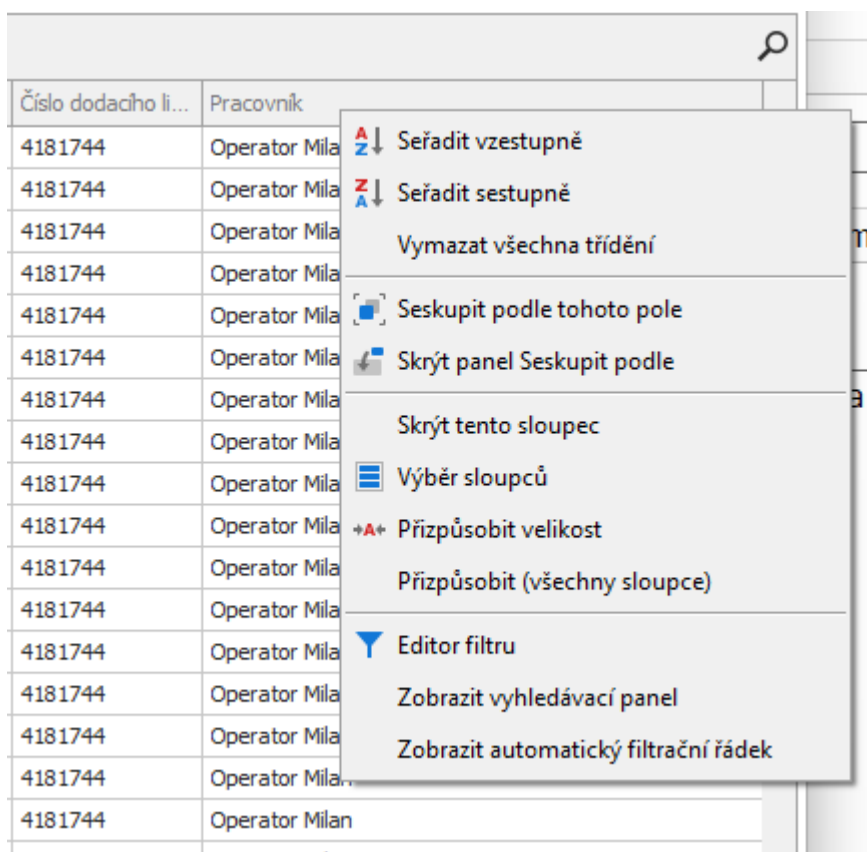 Číslo dodacího li... Pracovník
4181744 Operator Mila
Seřadit vzestupně
4181744 Operator Mila
Seřadit sestupně
4181744 Operator Mila
Vymazat všechna třídění
4181744 Operator Mila
4181744 Operator Mila
Seskupit podle tohoto pole
4181744 Operator Mila
Skrýt panel Seskupit podle
4181744 Operator Mila
4181744 Operator Mila
Skrýt tento sloupec
4181744 Operator Mila
Výběr sloupců
4181744 Operator Mila
Přizpůsobit velikost
4181744 Operator Mila
Přizpůsobit (všechny sloupce)
4181744 Operator Mila
4181744 Operator Mila
Editor filtru
4181744 Operator Mila
Zobrazit vyhledávací panel
4181744 Operator Mila
Zobrazit automatický filtrační řádek
4181744 Operator Milan
4181744 Operator Milan